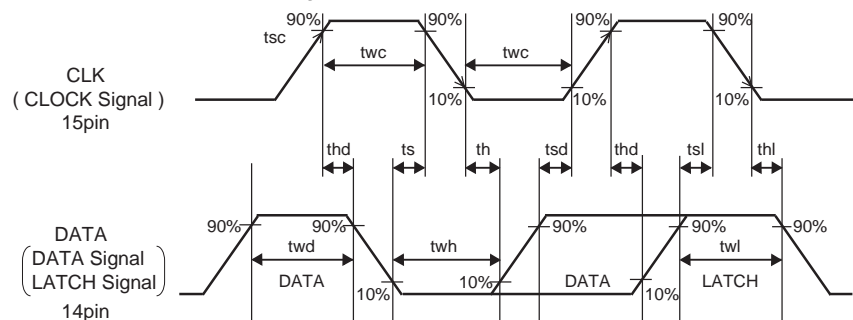 90% 90% 90% 90%
tsc
twc twc
CLK
( CLOCK Signal )
15pin
10% 10% 10%
thd ts th tsd thd tsl thl
90% 90% 90% 90% 90%
DATA
DATA Signal
LATCH Signal
14pin
twd twh twl
DATA DATA LATCH
10% 10% 10%